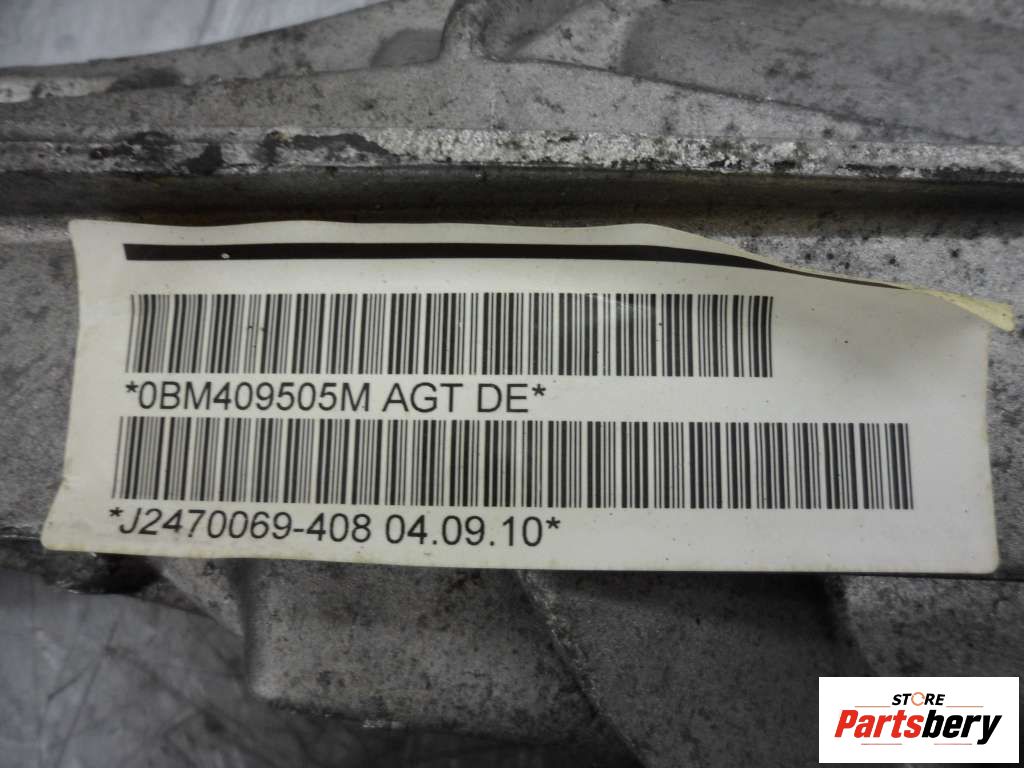 *0BM409505M AGT DE*
*J2470069-408 04.09.10*
STORE
Partsbery